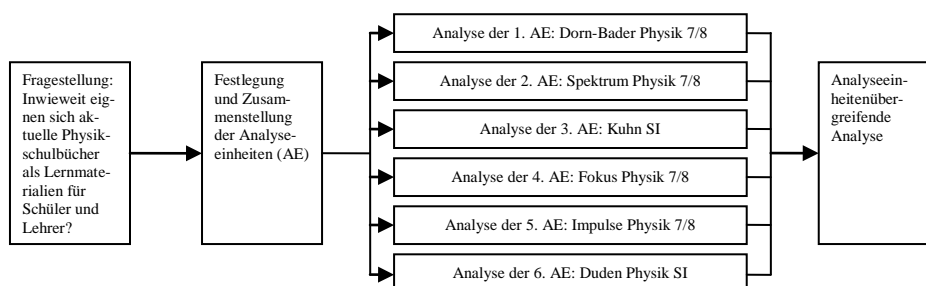 Fragestellung:
Inwieweit eig-
nen sich ak-
tuelle Physik-
schulbücher
als Lernmate-
rialien für
Schüler und
Lehrer?
Festlegung
und Zusam-
menstellung
der Analyse-
einheiten (AE)
Analyse der 1. AE: Dorn-Bader Physik 7/8
Analyse der 2. AE: Spektrum Physik 7/8
Analyse der 3. AE: Kuhn SI
Analyse der 4. AE: Fokus Physik 7/8
Analyse der 5. AE: Impulse Physik 7/8
Analyse der 6. AE: Duden Physik SI
Analyseein-
heitenüber-
greifende
Analyse